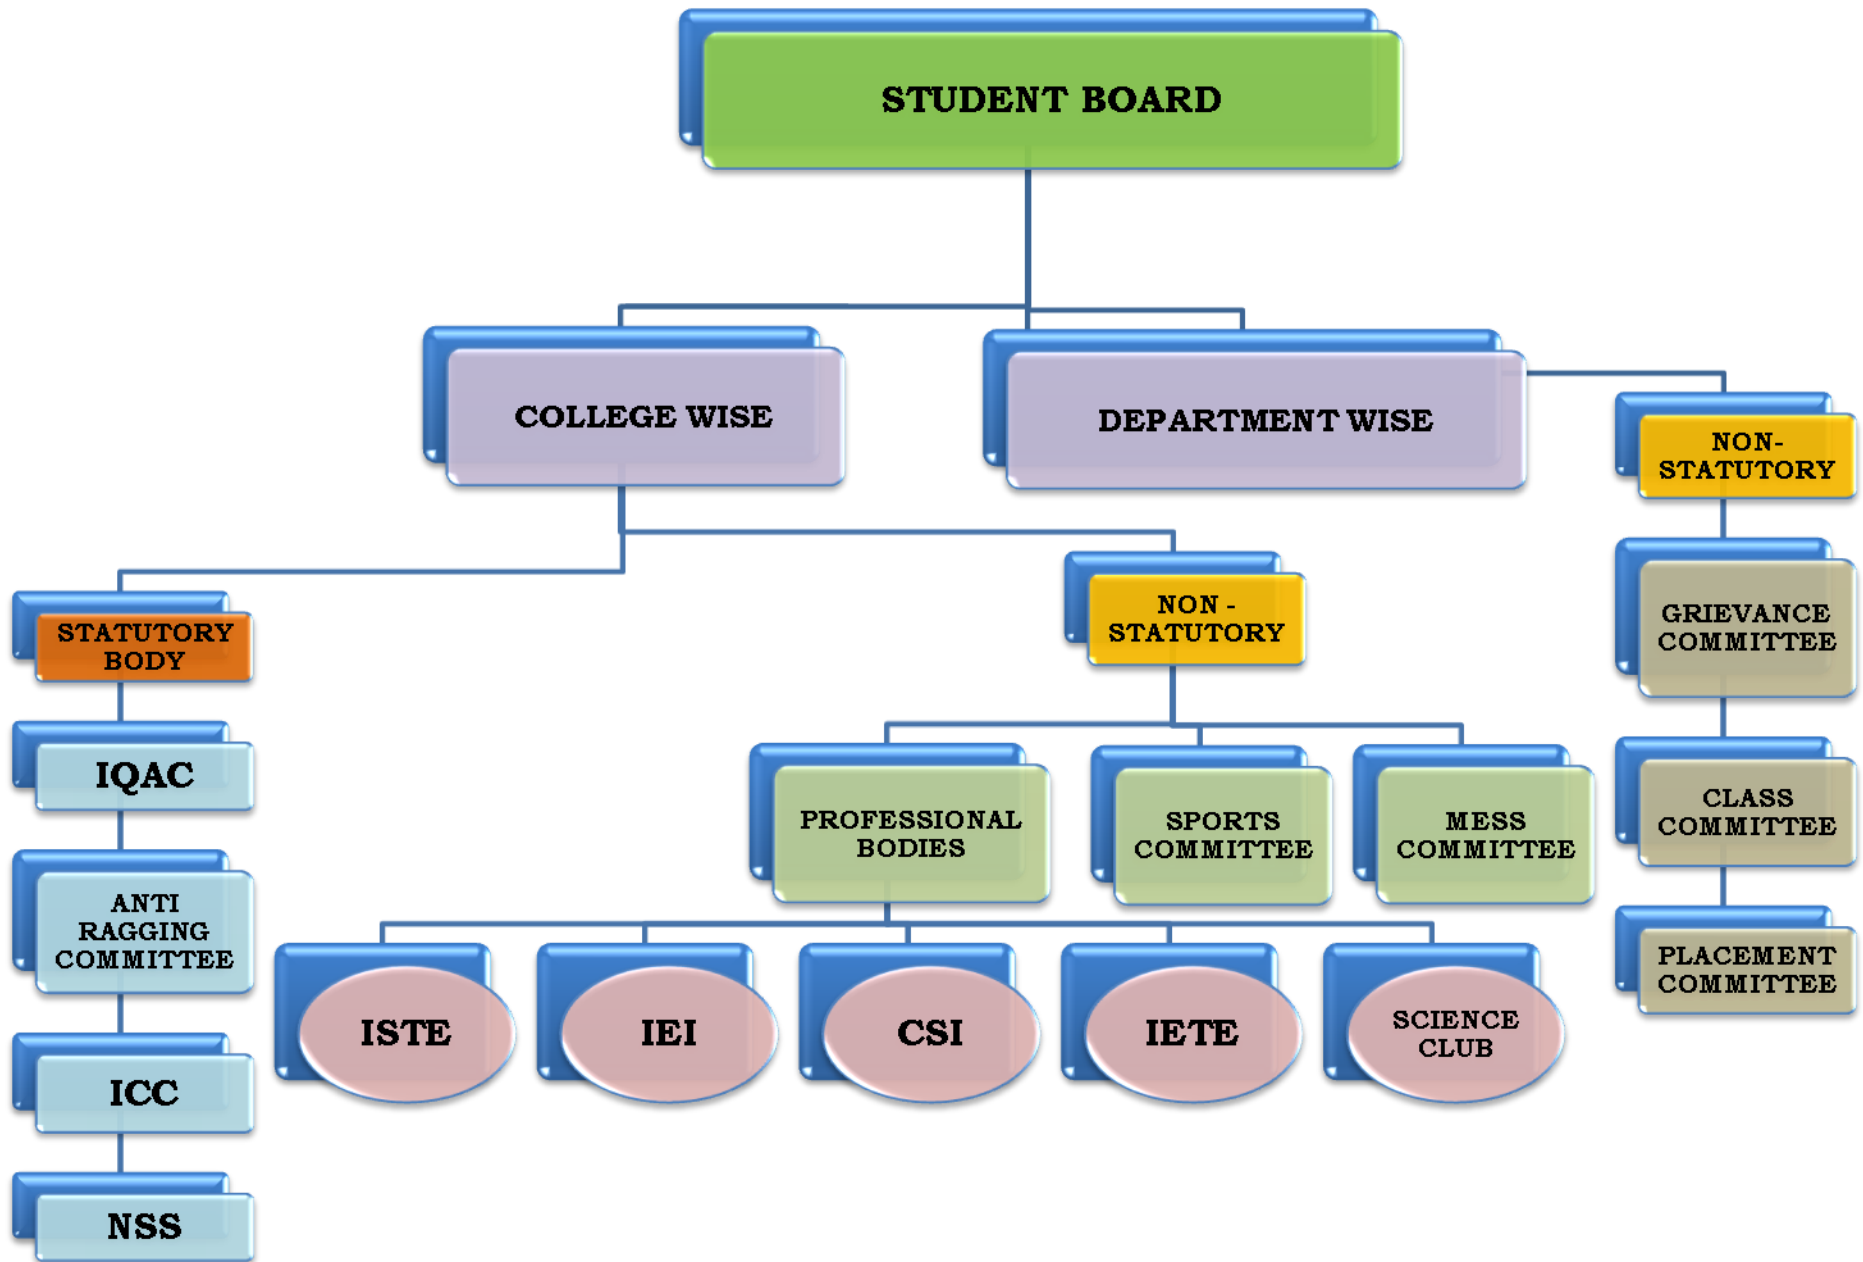 STUDENT BOARD
COLLEGE WISE
DEPARTMENT WISE
NON-
STATUTORY
STATUTORY
BODY
NON -
STATUTORY
GRIEVANCE
COMMITTEE
IQAC
PROFESSIONAL
BODIES
SPORTS
COMMITTEE
MESS
COMMITTEE
CLASS
COMMITTEE
ANTI
RAGGING
COMMITTEE
PLACEMENT
COMMITTEE
ISTE
IEI
CSI
IETE
SCIENCE
CLUB
ICC
NSS